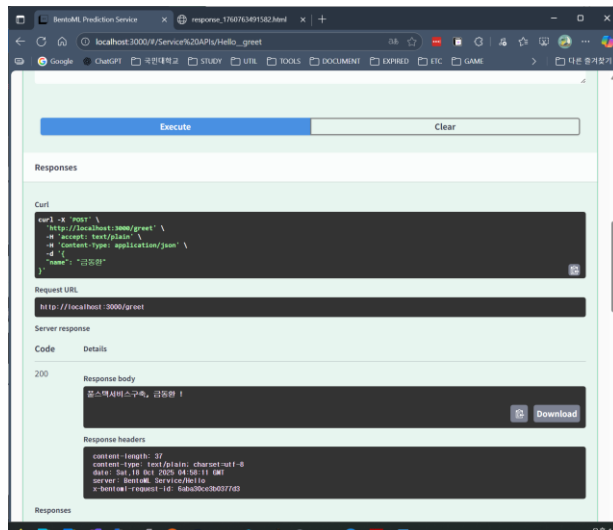 BentoML Prediction Service
response_1760763491582.html
localhost:3000/#/Service%20APIs/Hello__greet
Google ChatGPT 국민대학교 STUDY UTIL TOOLS DOCUMENT EXPIRED ETC GAME 다른 즐겨찾기
Execute
Clear
Responses
Curl
curl -X 'POST' \
'http://localhost:3000/greet' \
-H 'accept: text/plain' \
-H 'Content-Type: application/json' \
-d '{
"name": "금동환"
}'
Request URL
http://localhost:3000/greet
Server response
Code Details
200
Response body
풀스택서비스구축, 금동환 !
Download
Response headers
content-length: 37
content-type: text/plain; charset=utf-8
date: Sat,18 Oct 2025 04:58:11 GMT
server: BentoML Service/Hello
x-bentoml-request-id: 6aba30ce3b0377d3
Responses